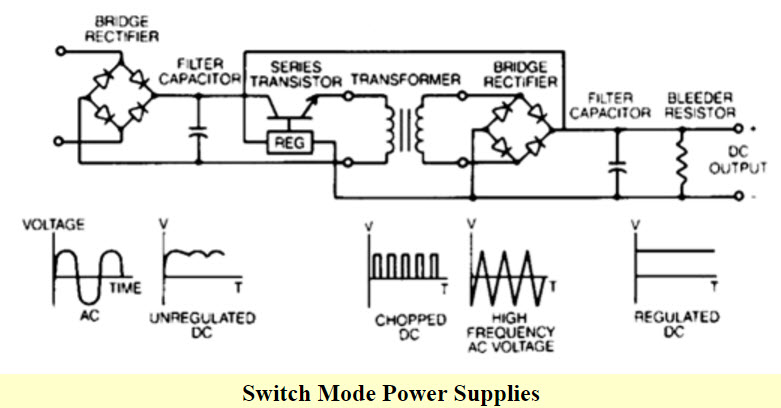 BRIDGE
RECTIFIER
FILTER
CAPACITOR
SERIES
TRANSISTOR
TRANSFORMER
BRIDGE
RECTIFIER
FILTER
CAPACITOR
BLEEDER
RESISTOR
REG
+
DC
OUTPUT
-
VOLTAGE
TIME
AC
V
T
UNREGULATED
DC
V
T
CHOPPED
DC
V
T
HIGH
FREQUENCY
AC VOLTAGE
V
T
REGULATED
DC
Switch Mode Power Supplies